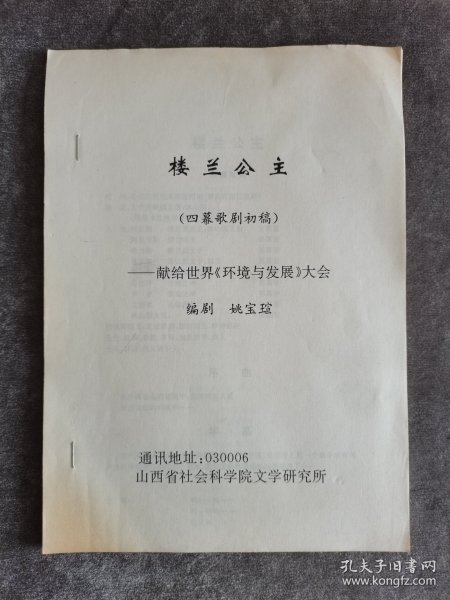 楼兰公主
(四幕歌剧初稿)
——献给世界《环境与发展》大会
编剧 姚宝瑄
通讯地址:030006
山西省社会科学院文学研究所
孔夫子旧书网
www.kongfz.com